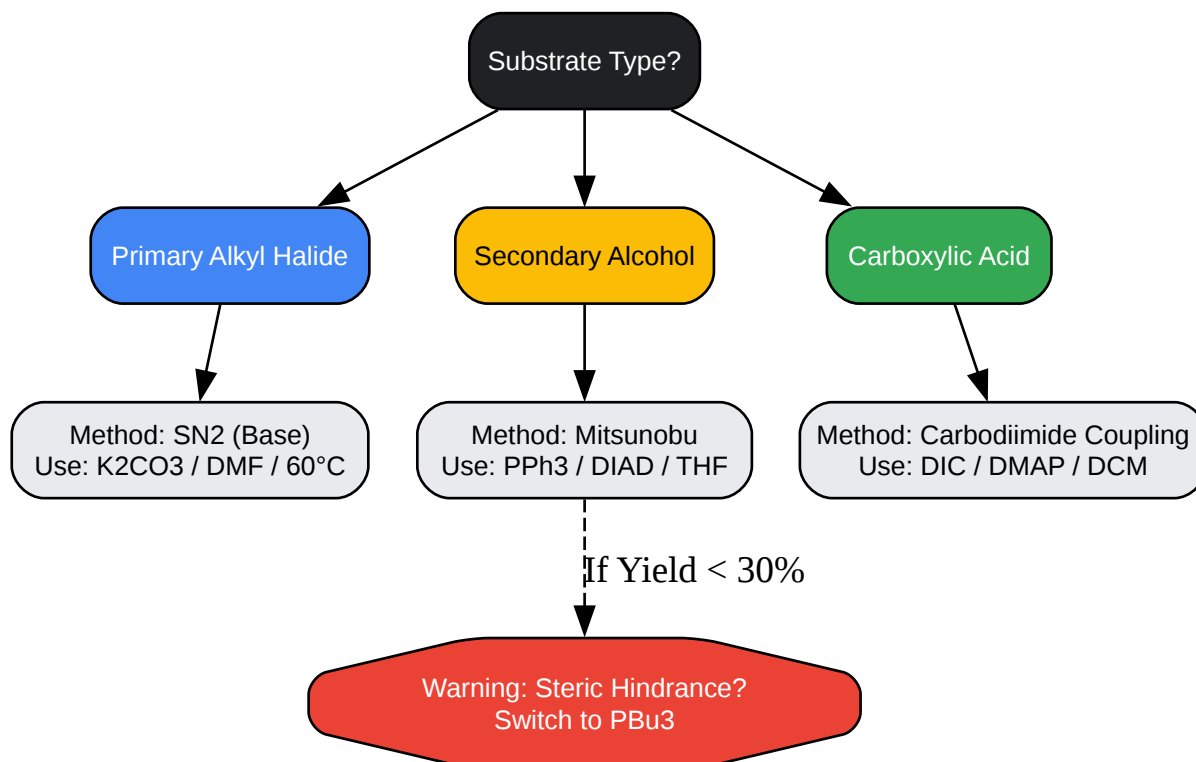 Substrate Type?
Primary Alkyl Halide
Secondary Alcohol
Carboxylic Acid
Method: SN2 (Base)
Use: K2CO3 / DMF / 60°C
Method: Mitsunobu
Use: PPh3 / DIAD / THF
Method: Carbodiimide Coupling
Use: DIC / DMAP / DCM
If Yield < 30%
Warning: Steric Hindrance?
Switch to PBu3